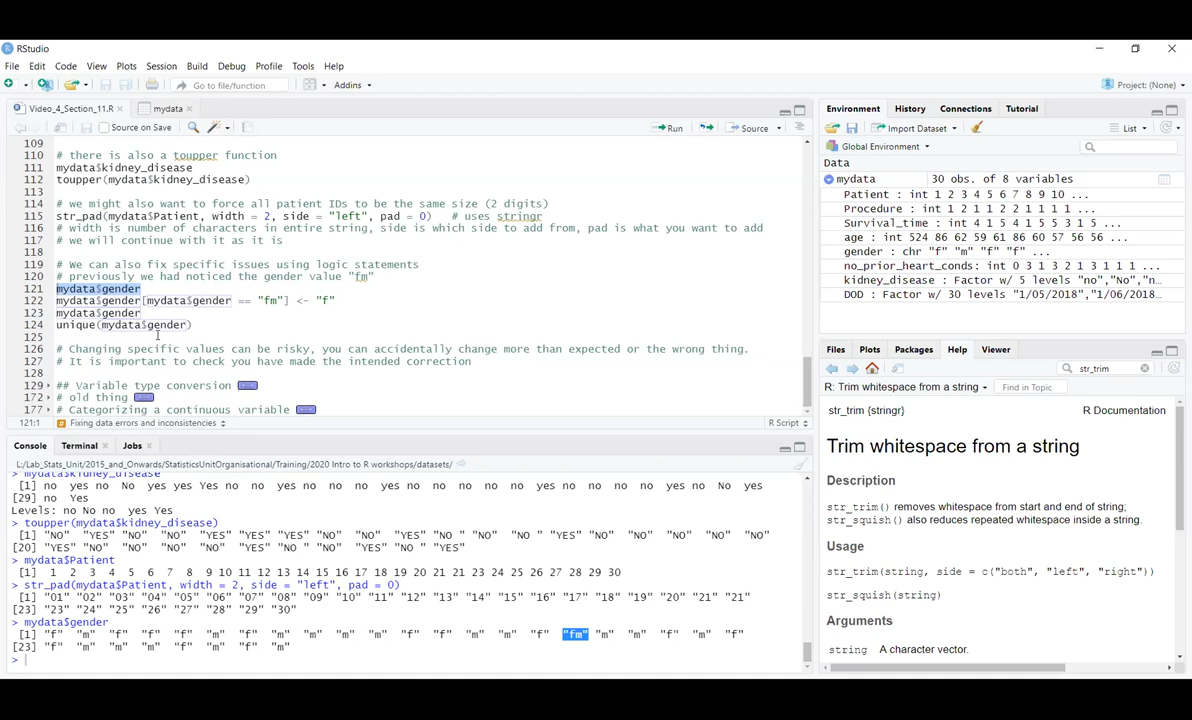 RStudio
File Edit Code View Plots Session Build Debug Profile Tools Help
Go to file/function Addins Project: (None)
Video_4_Section_11.R mydata
Source on Save Run Source
109
110 # there is also a toupper function
111 mydata$kidney_disease
112 toupper(mydata$kidney_disease)
113
114 # we might also want to force all patient IDs to be the same size (2 digits)
115 str_pad(mydata$Patient, width = 2, side = "left", pad = 0) # uses stringr
116 # width is number of characters in entire string, side is which side to add from, pad is what you want to add
117 # we will continue with it as it is
118
119 # We can also fix specific issues using logic statements
120 # previously we had noticed the gender value "fm"
121 mydata$gender
122 mydata$gender[mydata$gender == "fm"] <- "f"
123 mydata$gender
124 unique(mydata$gender)
125
126 # Changing specific values can be risky, you can accidentally change more than expected or the wrong thing.
127 # It is important to check you have made the intended correction
128
129 ## Variable type conversion
172 # old thing
177 # Categorizing a continuous variable
121:1 # Fixing data errors and inconsistencies R Script
Console Terminal Jobs
L:/Lab_Stats_Unit/2015_and_Onwards/StatisticsUnitOrganisational/Training/2020 Intro to R workshops/datasets/
> mydata$kidney_disease
[1] no yes no No yes yes Yes no no yes no no no no no no yes no no no no yes no No yes
[29] no Yes
Levels: no No no yes Yes
> toupper(mydata$kidney_disease)
[1] "NO" "YES" "NO" "NO" "YES" "YES" "YES" "NO" "NO" "YES" "NO " "NO" "NO" "NO " "NO" "YES" "NO" "NO" "NO"
[20] "YES" "NO" "NO" "NO" "YES" "NO " "NO" "YES" "NO " "YES"
> mydata$Patient
[1] 1 2 3 4 5 6 7 8 9 10 11 12 13 14 15 16 17 18 19 20 21 21 23 24 25 26 27 28 29 30
> str_pad(mydata$Patient, width = 2, side = "left", pad = 0)
[1] "01" "02" "03" "04" "05" "06" "07" "08" "09" "10" "11" "12" "13" "14" "15" "16" "17" "18" "19" "20" "21" "21"
[23] "23" "24" "25" "26" "27" "28" "29" "30"
> mydata$gender
[1] "f" "m" "f" "f" "f" "m" "f" "m" "m" "m" "m" "f" "f" "m" "m" "f" "fm" "m" "m" "f" "m" "f"
[23] "f" "m" "m" "m" "f" "m" "f" "m"
>
Environment History Connections Tutorial
Import Dataset List
Global Environment
Data
mydata 30 obs. of 8 variables
Patient : int 1 2 3 4 5 6 7 8 9 10 ...
Procedure : int 1 2 1 1 2 2 1 1 1 1 ...
Survival_time : int 4 1 5 4 1 5 5 3 1 5 ...
age : int 524 86 62 59 61 86 60 57 56 56 ...
gender : chr "f" "m" "f" "f" ...
no_prior_heart_conds: int 0 3 1 3 2 1 3 1 1 1 ...
kidney_disease : Factor w/ 5 levels "no","No","n...
DOD : Factor w/ 30 levels "1/05/2018","1/06/2018...
Files Plots Packages Help Viewer
str_trim
R: Trim whitespace from a string Find in Topic
str_trim {stringr} R Documentation
Trim whitespace from a string
Description
str_trim() removes whitespace from start and end of string;
str_squish() also reduces repeated whitespace inside a string.
Usage
str_trim(string, side = c("both", "left", "right"))
str_squish(string)
Arguments
string A character vector.